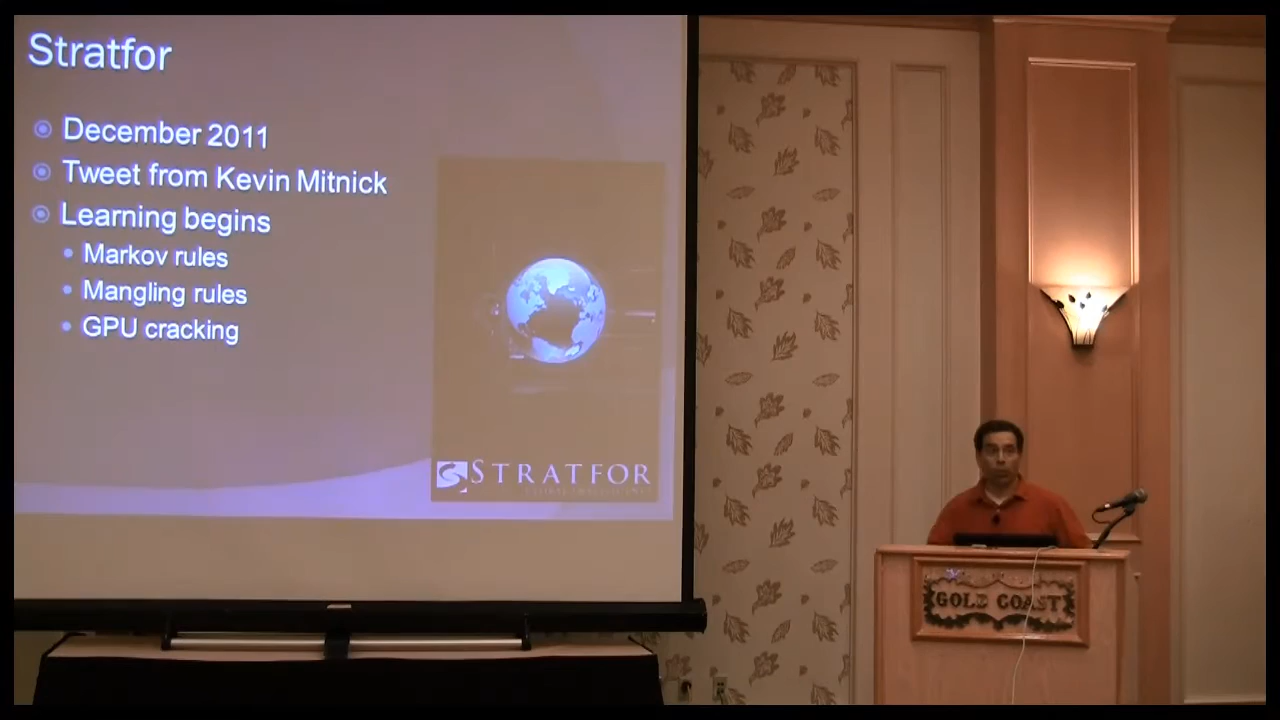 Stratfor
December 2011
Tweet from Kevin Mitnick
Learning begins
Markov rules
Mangling rules
GPU cracking
STRATFOR
GOLD COAST